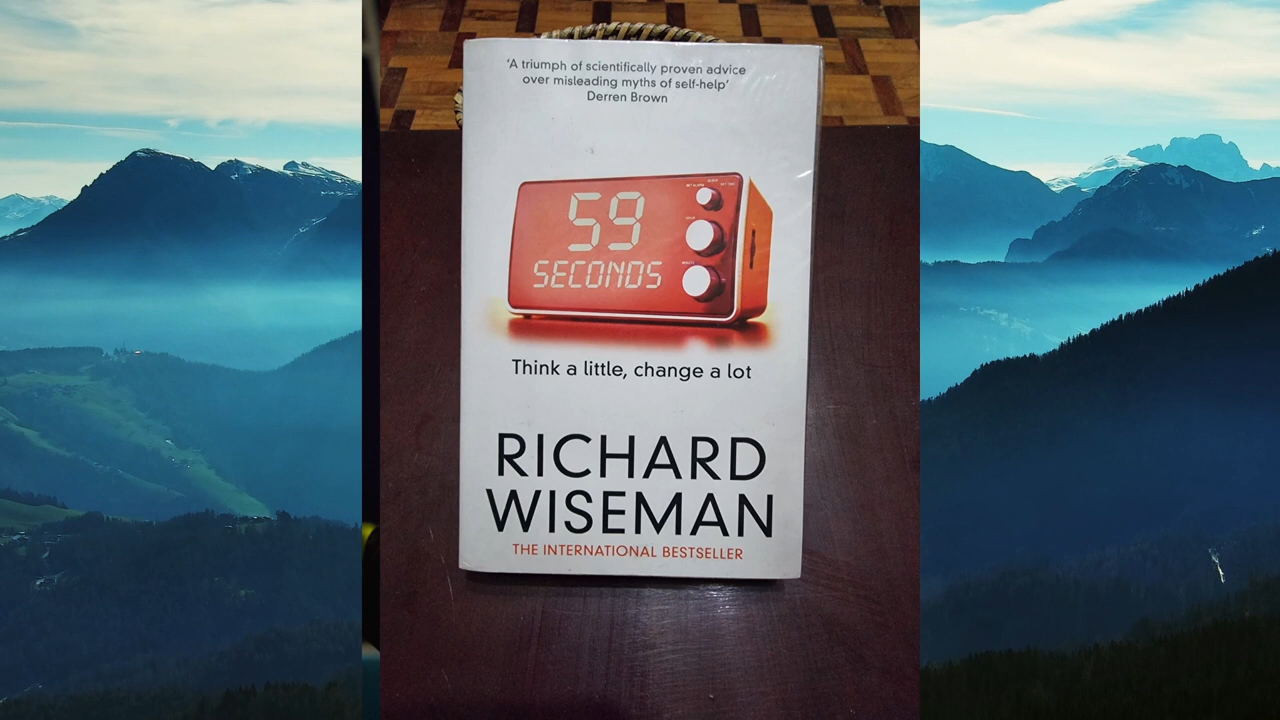 ‘A triumph of scientifically proven advice
over misleading myths of self-help’
Derren Brown
59
SECONDS
Think a little, change a lot
RICHARD
WISEMAN
THE INTERNATIONAL BESTSELLER